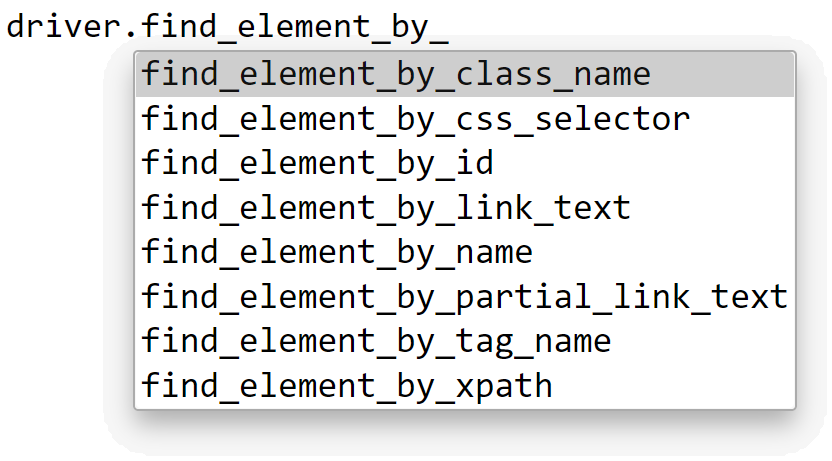 driver.find_element_by_
find_element_by_class_name
find_element_by_css_selector
find_element_by_id
find_element_by_link_text
find_element_by_name
find_element_by_partial_link_text
find_element_by_tag_name
find_element_by_xpath